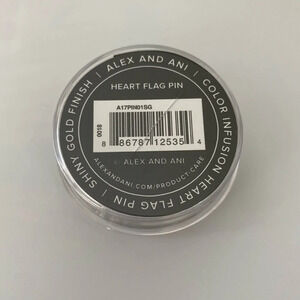 SHINY GOLD FINISH | ALEX AND ANI | COLOR INFUSION HEART FLAG PIN |
HEART FLAG PIN
A17PIN01SG
0018
8 86787 12535 4
ALEX AND ANI
ALEXANDANI.COM/PRODUCT-CARE